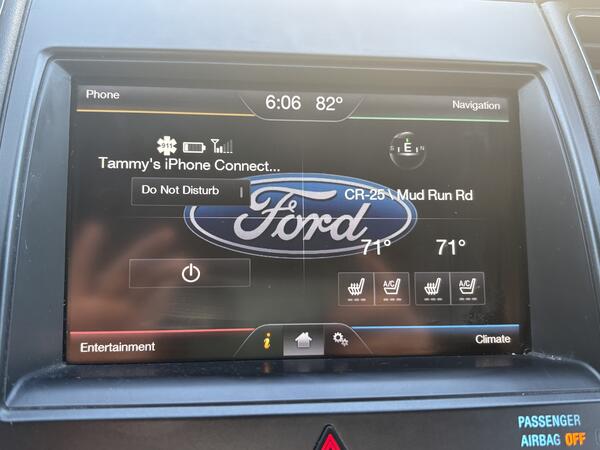 Phone
6:06 82°
Navigation
911
S E N
Tammy's iPhone Connect...
Do Not Disturb
Ford
CR-25 \ Mud Run Rd
71° 71°
A/C A/C
Entertainment
i
Climate
PASSENGER
AIRBAG OFF